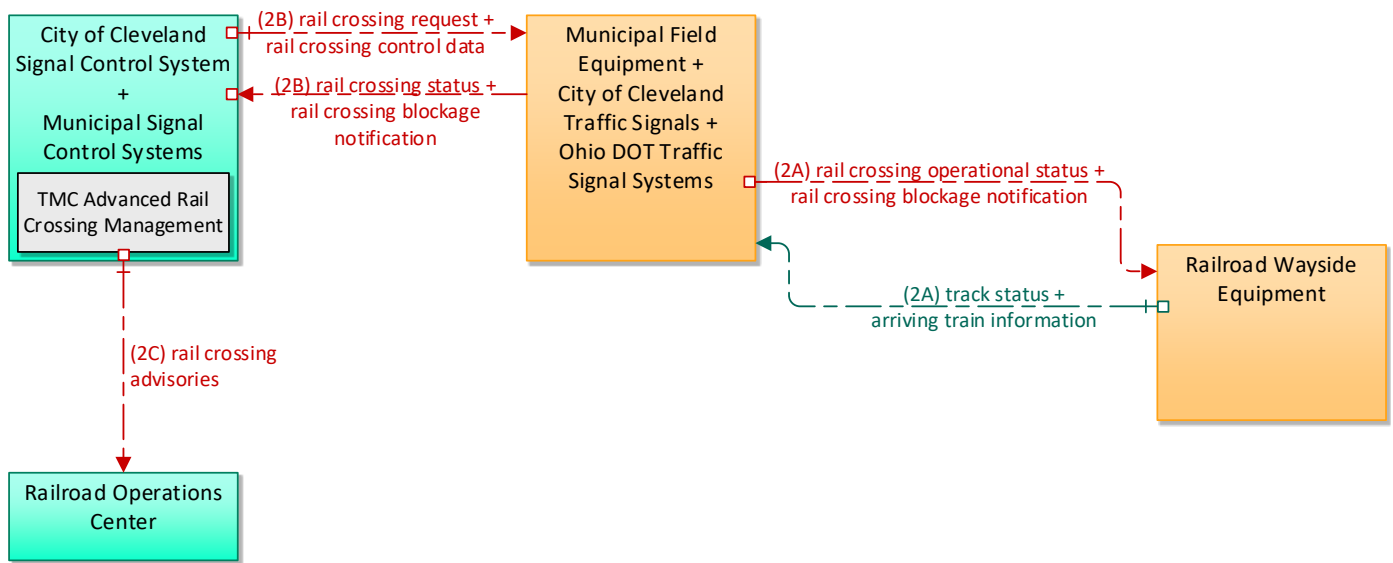 City of Cleveland
Signal Control System
+
Municipal Signal
Control Systems
TMC Advanced Rail
Crossing Management
(2B) rail crossing request +
rail crossing control data
(2B) rail crossing status +
rail crossing blockage
notification
Municipal Field
Equipment +
City of Cleveland
Traffic Signals +
Ohio DOT Traffic
Signal Systems
(2A) rail crossing operational status +
rail crossing blockage notification
(2A) track status +
arriving train information
Railroad Wayside
Equipment
(2C) rail crossing
advisories
Railroad Operations
Center